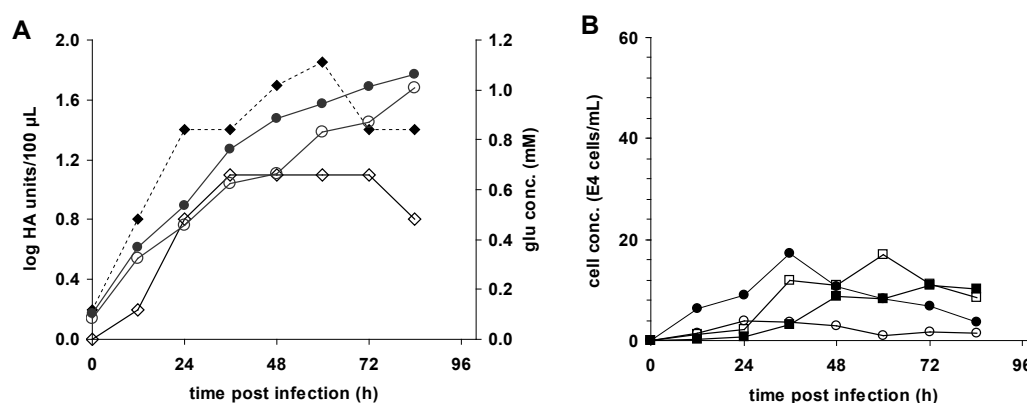 A
log HA units/100 µL
2.0
1.6
1.2
0.8
0.4
0.0
1.2
1.0
0.8
0.6
0.4
0.2
0.0
glu conc. (mM)
0 24 48 72 96
time post infection (h)
B
cell conc. (E4 cells/mL)
60
40
20
0
0 24 48 72 96
time post infection (h)